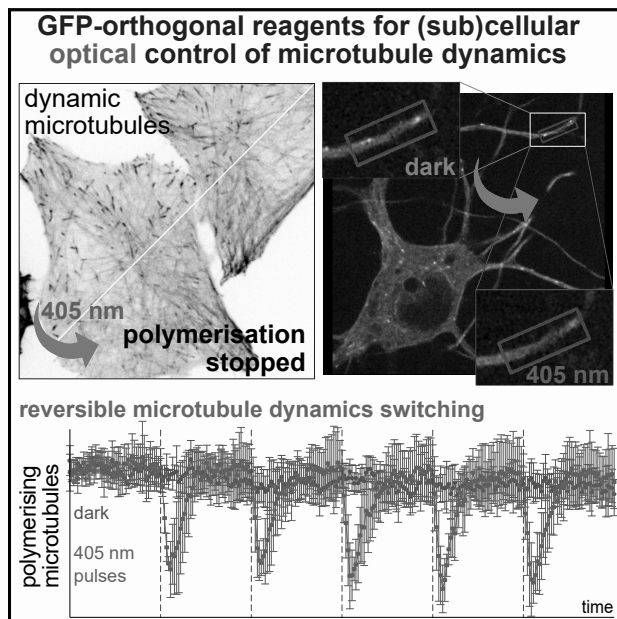 GFP-orthogonal reagents for (sub)cellular
optical control of microtubule dynamics
dynamic
microtubules
405 nm
polymerisation
stopped
dark
405 nm
reversible microtubule dynamics switching
polymerising
microtubules
dark
405 nm
pulses
time